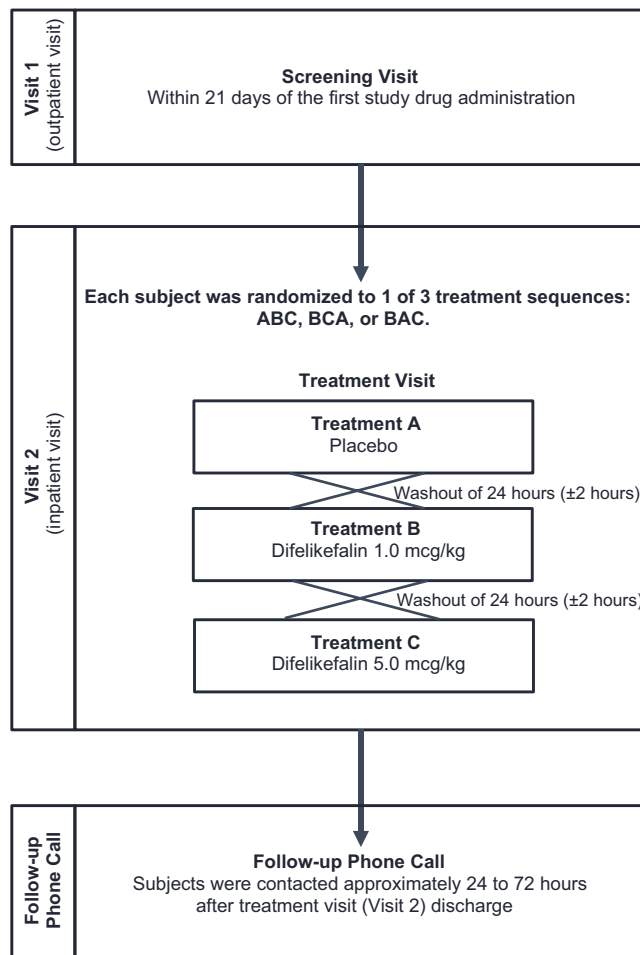 Visit 1
(outpatient visit)
Screening Visit
Within 21 days of the first study drug administration
Visit 2
(inpatient visit)
Each subject was randomized to 1 of 3 treatment sequences:
ABC, BCA, or BAC.
Treatment Visit
Treatment A
Placebo
Washout of 24 hours (±2 hours)
Treatment B
Difelikefalin 1.0 mcg/kg
Washout of 24 hours (±2 hours)
Treatment C
Difelikefalin 5.0 mcg/kg
Follow-up
Phone Call
Follow-up Phone Call
Subjects were contacted approximately 24 to 72 hours
after treatment visit (Visit 2) discharge